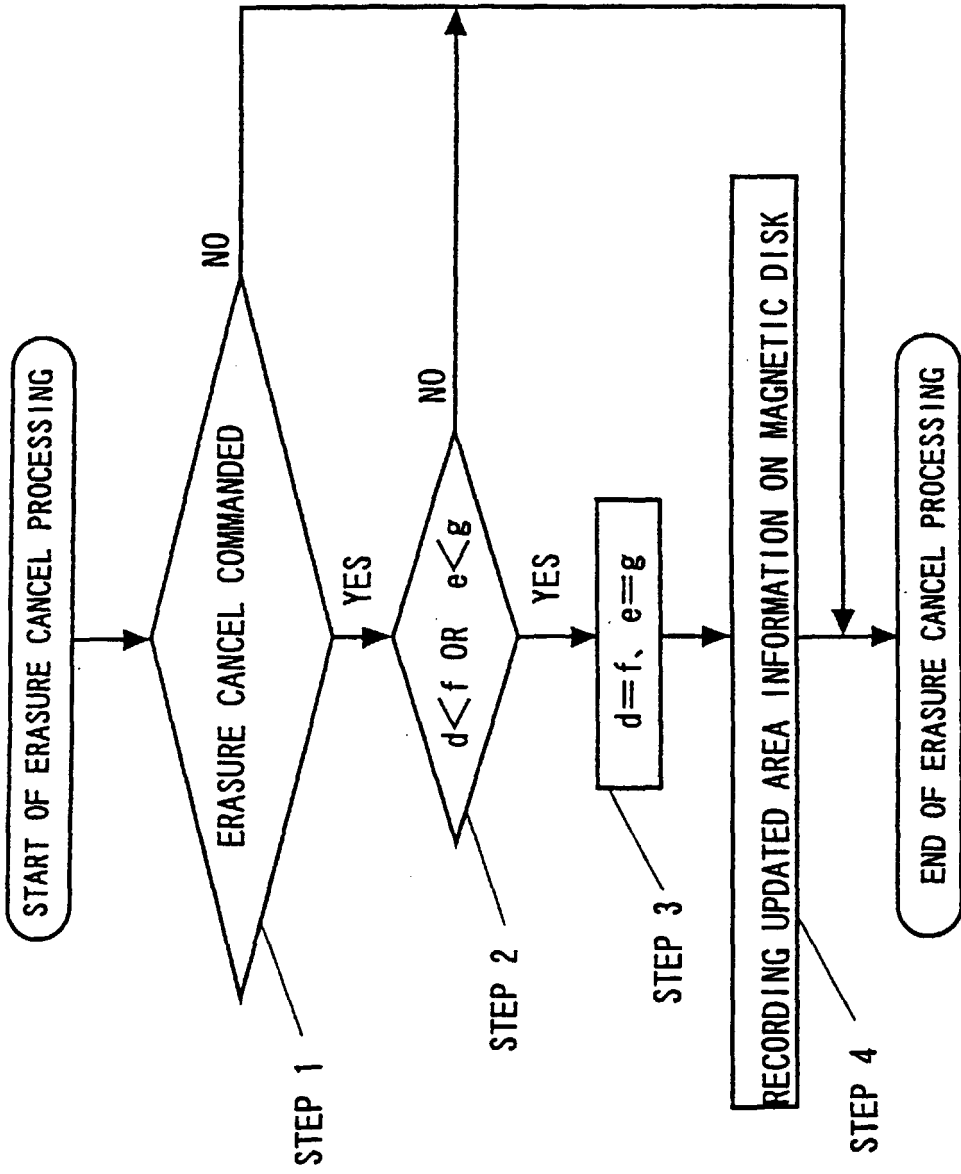 START OF ERASURE CANCEL PROCESSING
ERASURE CANCEL COMMANDED
NO
STEP 1
YES
d<f OR e<g
NO
STEP 2
YES
d=f、e=g
STEP 3
RECORDING UPDATED AREA INFORMATION ON MAGNETIC DISK
STEP 4
END OF ERASURE CANCEL PROCESSING